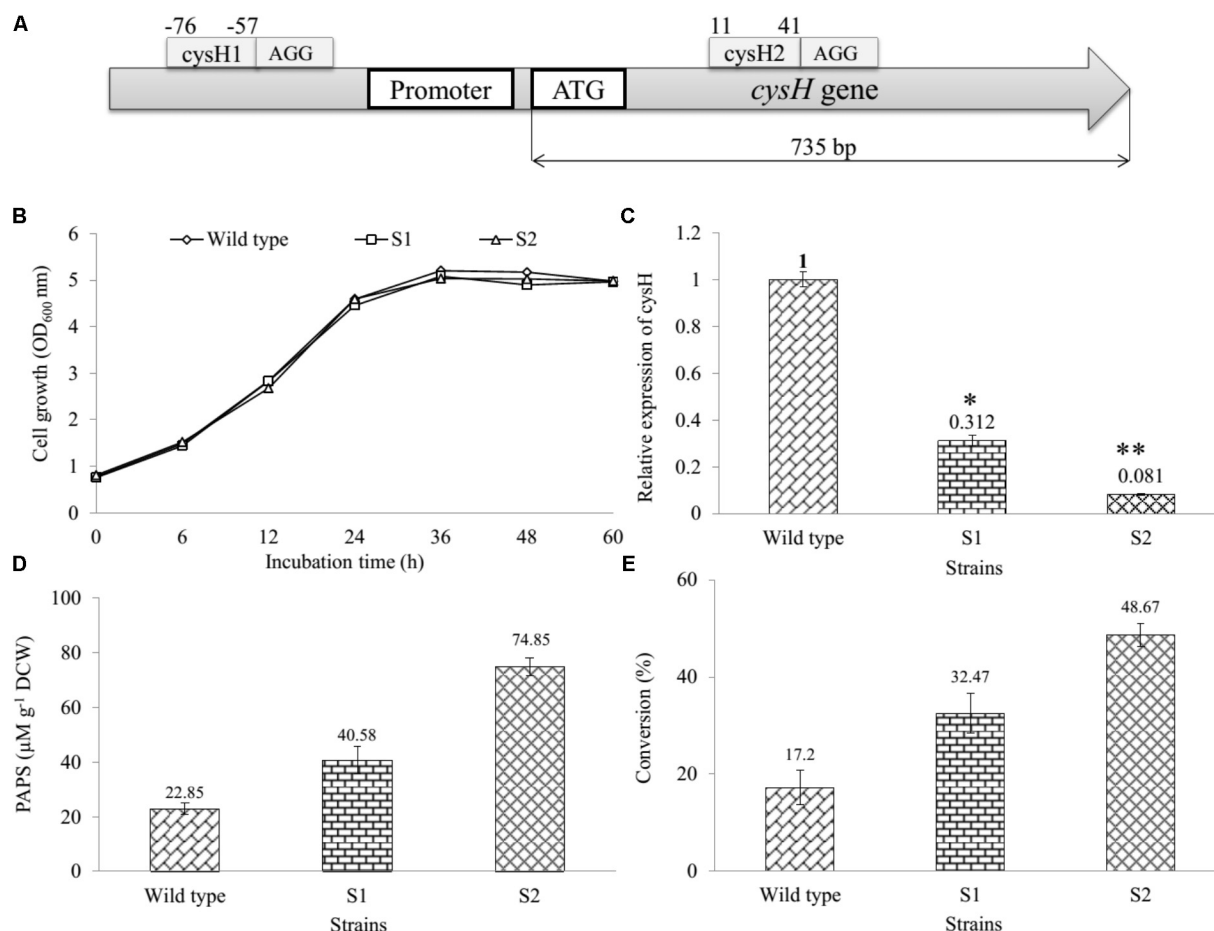 A
-76 -57 11 41
cysH1 AGG cysH2 AGG
Promoter ATG cysH gene
735 bp
B
Wild type S1 S2
6
5
4
3
2
1
0
Cell growth (OD600 nm)
0 6 12 24 36 48 60
Incubation time (h)
C
1.2
1
0.8
0.6
0.4
0.2
0
Relative expression of cysH
1
*
0.312
**
0.081
Wild type S1 S2
Strains
D
100
80
60
40
20
0
PAPS (μM g-1 DCW)
22.85
40.58
74.85
Wild type S1 S2
Strains
E
60
40
20
0
Conversion (%)
17.2
32.47
48.67
Wild type S1 S2
Strains